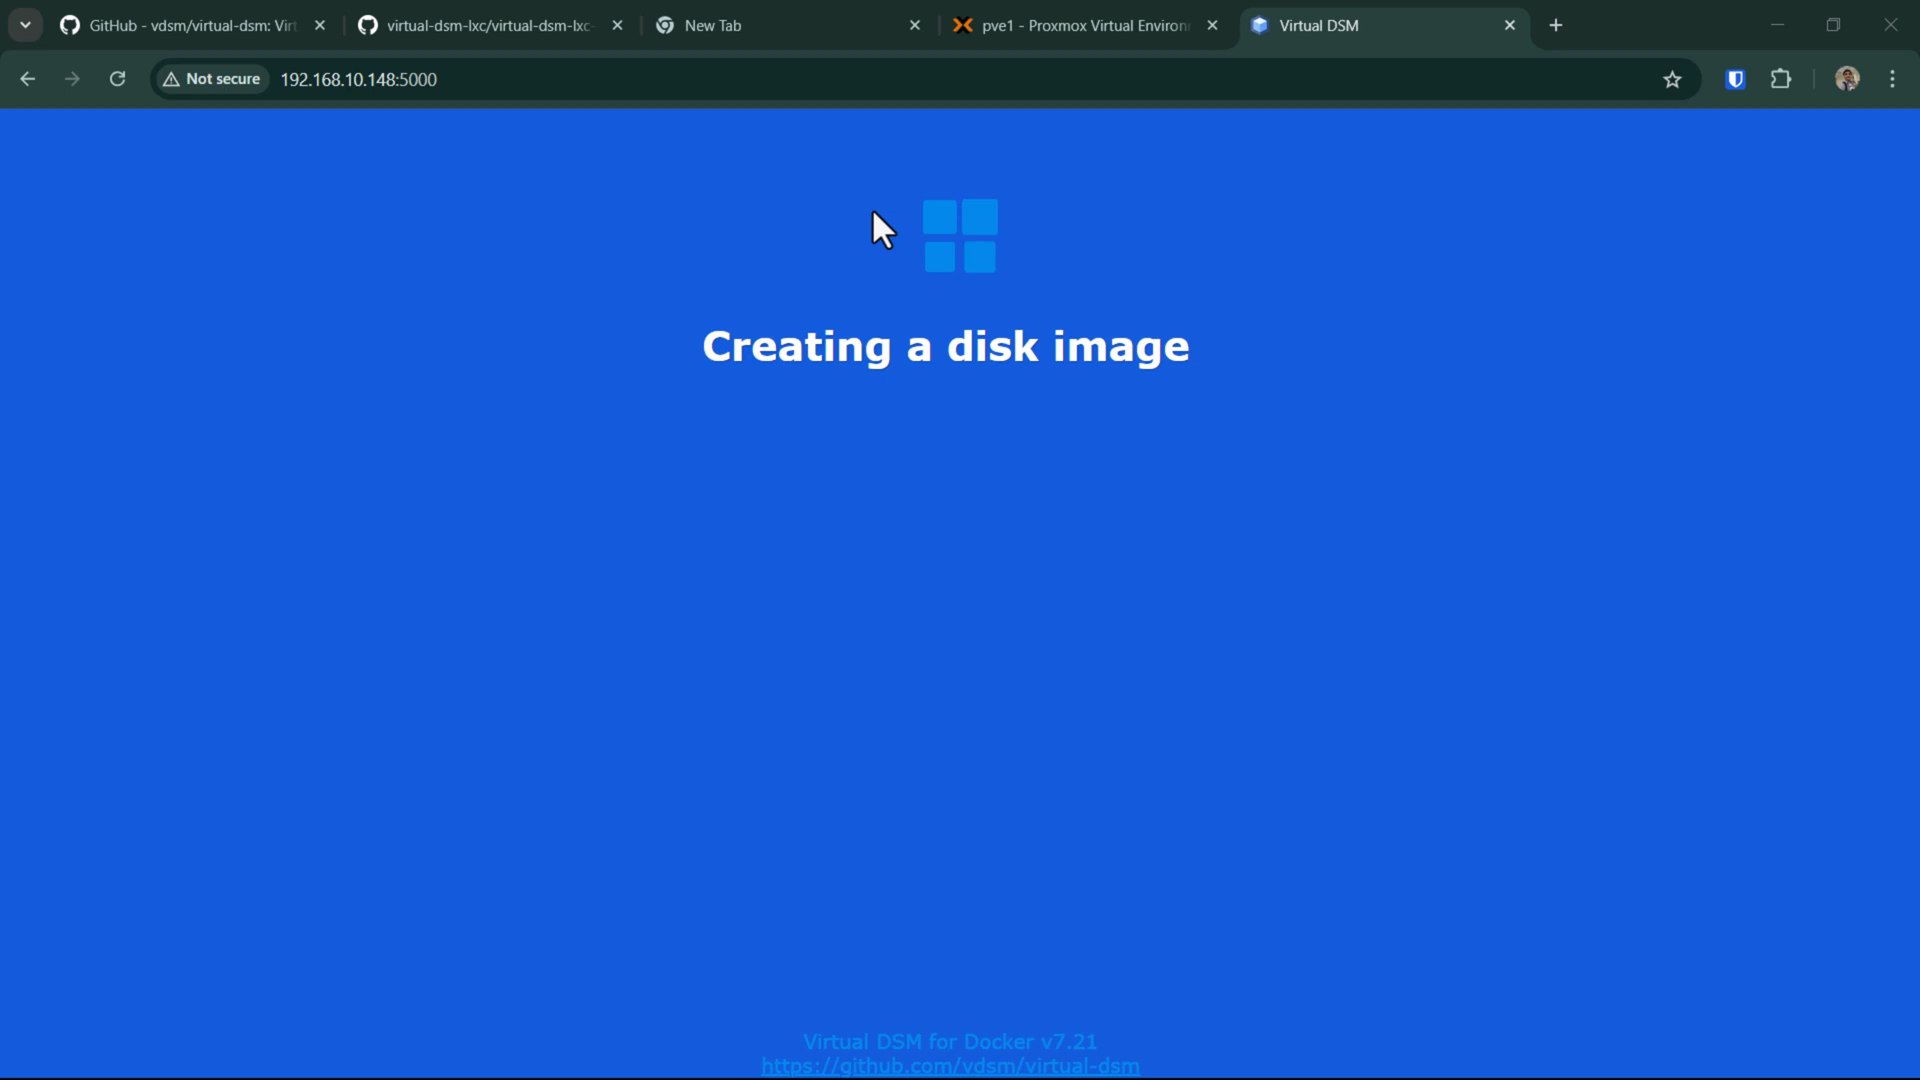 GitHub - vdsm/virtual-dsm: Virt
virtual-dsm-lxc/virtual-dsm-lxc-
New Tab
pve1 - Proxmox Virtual Environ
Virtual DSM
Not secure
192.168.10.148:5000
Creating a disk image
Virtual DSM for Docker v7.21
https://github.com/vdsm/virtual-dsm